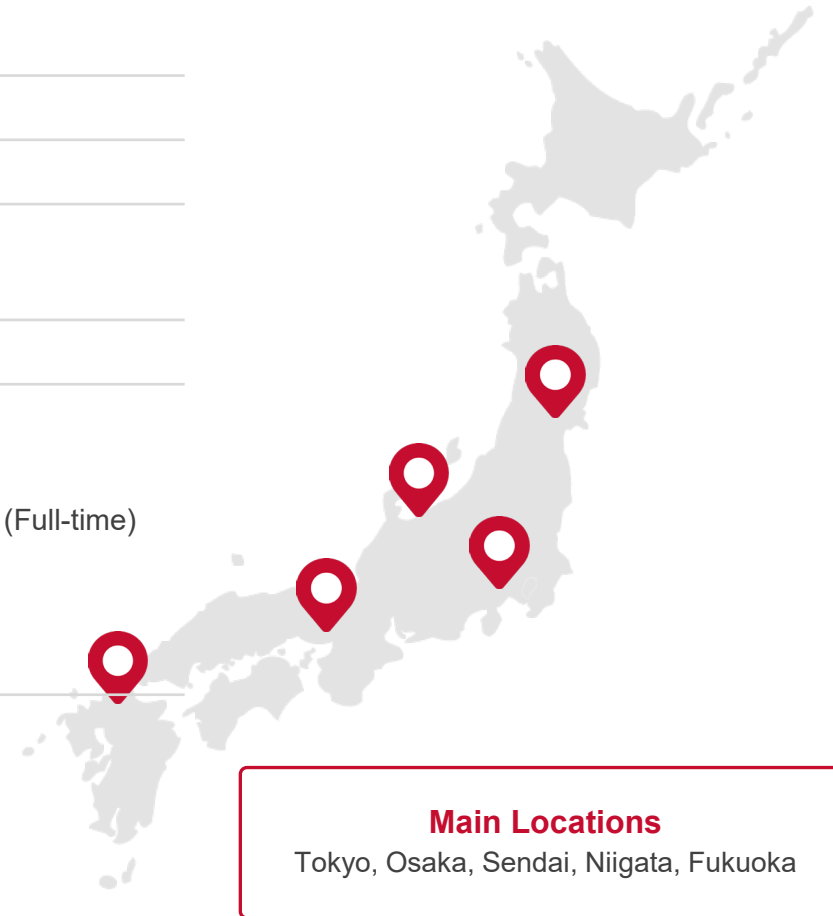 (Full-time)
Main Locations
Tokyo, Osaka, Sendai, Niigata, Fukuoka